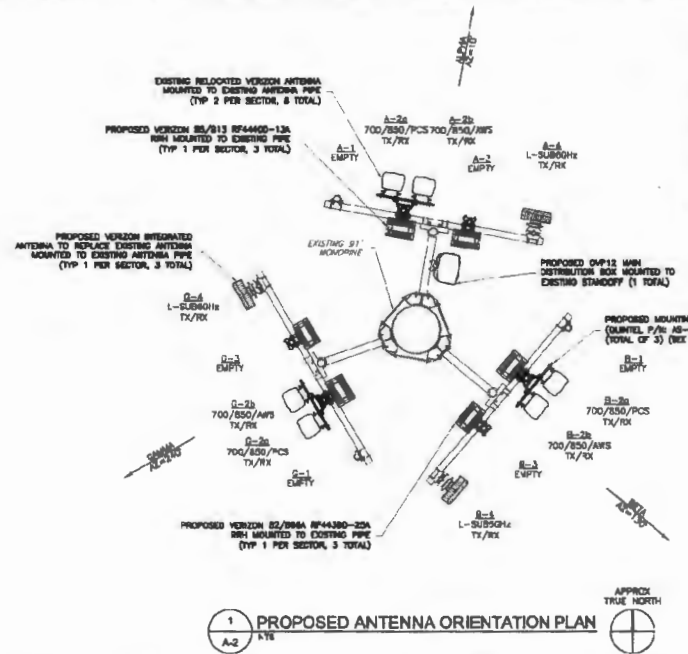 ALPHA
AZ=10°
EXISTING RELOCATED VERIZON ANTENNA
MOUNTED TO EXISTING ANTENNA PIPE
(TYP 2 PER SECTOR, 6 TOTAL)
PROPOSED VERIZON B5/B13 RF4440D-13A
RRH MOUNTED TO EXISTING PIPE
(TYP 1 PER SECTOR, 3 TOTAL)
A-1
EMPTY
A-2a
700/850/PCS
TX/RX
A-2b
700/850/AWS
TX/RX
EMPTY
A-4
L-SUB6GHz
TX/RX
PROPOSED VERIZON INTEGRATED
ANTENNA TO REPLACE EXISTING ANTENNA
MOUNTED TO EXISTING ANTENNA PIPE
(TYP 1 PER SECTOR, 3 TOTAL)
EXISTING 91'
MONOPINE
PROPOSED OVP12 MAIN
DISTRIBUTION BOX MOUNTED TO
EXISTING STANDOFF (1 TOTAL)
G-4
L-SUB6GHz
TX/RX
PROPOSED MOUNTIN
(QUINTEL P/N:
(TOTAL OF 3)
G-3
EMPTY
B-1
EMPTY
G-2b
700/850/AWS
TX/RX
B-2a
700/850/PCS
TX/RX
G-2a
700/850/PCS
TX/RX
B-2b
700/850/AWS
TX/RX
GAMMA
G-1
EMPTY
B-3
EMPTY
BETA
AZ=130°
PROPOSED VERIZON B2/B66A RF4439D-25A
RRH MOUNTED TO EXISTING PIPE
(TYP 1 PER SECTOR, 3 TOTAL)
L-SUB6GHz
TX/RX
1
A-2
PROPOSED ANTENNA ORIENTATION PLAN
NTS
APPROX
TRUE NORTH